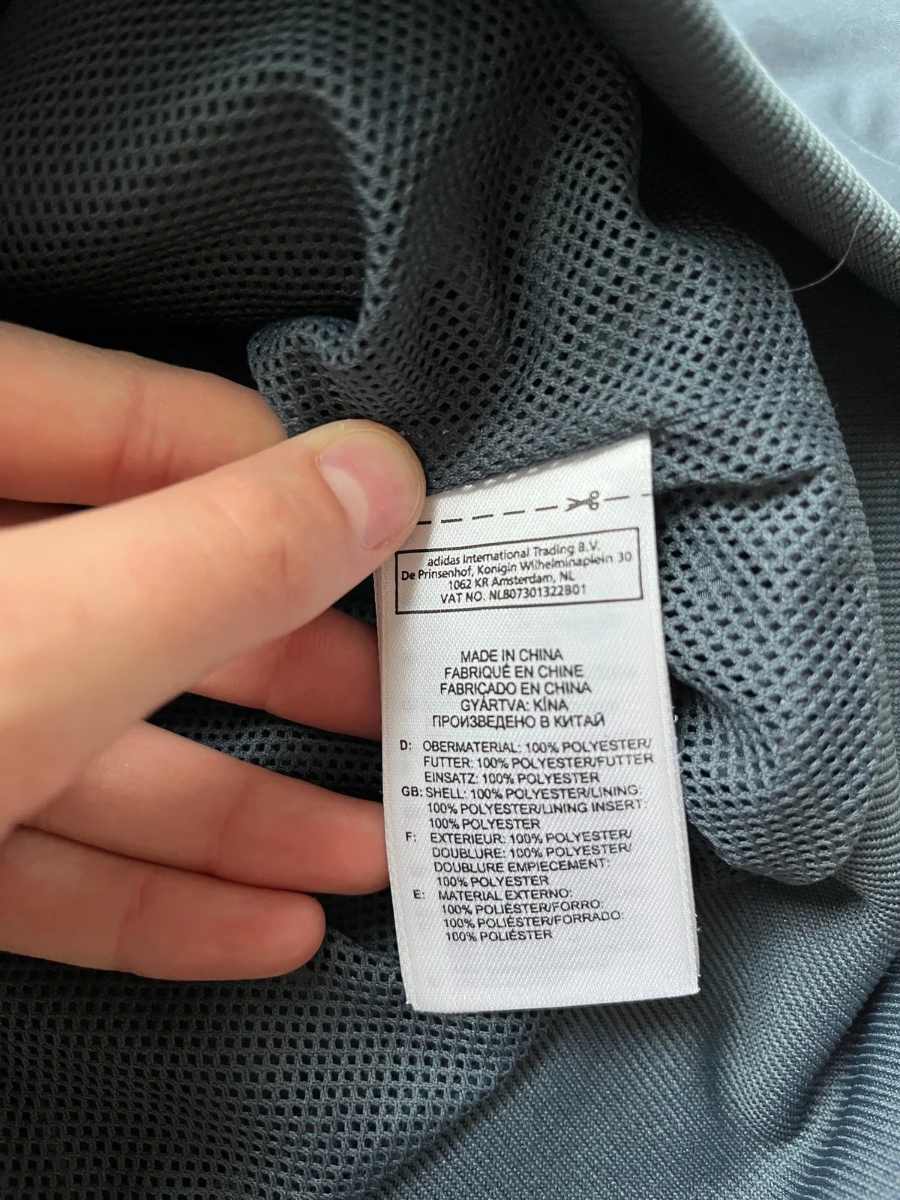 adidas International Trading B.V.
De Prinsenhof, Konigin Wilhelminaplein 30
1062 KR Amsterdam, NL
VAT NO. NLB07301322B01
MADE IN CHINA
FABRIQUÉ EN CHINE
FABRICADO EN CHINA
GYÁRTVA: KÍNA
ПРОИЗВЕДЕНО В КИТАЙ
D: OBERMATERIAL: 100% POLYESTER/
FUTTER: 100% POLYESTER/FUTTER
EINSATZ: 100% POLYESTER
GB: SHELL: 100% POLYESTER/LINING:
100% POLYESTER/LINING INSERT:
100% POLYESTER
F: EXTERIEUR: 100% POLYESTER/
DOUBLURE: 100% POLYESTER/
DOUBLURE EMPIECEMENT:
100% POLYESTER
E: MATERIAL EXTERNO:
100% POLIÉSTER/FORRO:
100% POLIÉSTER/FORRADO:
100% POLIÉSTER